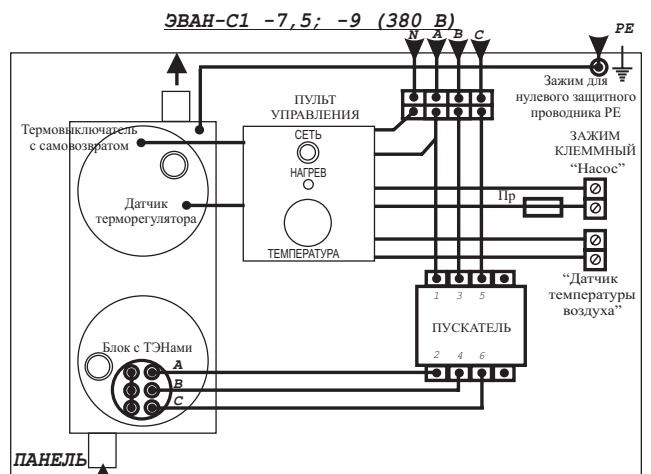 ЭВАН-С1 -7,5; -9 (380 В)
N A B C PE
Зажим для
нулевого защитного
проводника PE
ПУЛЬТ
УПРАВЛЕНИЯ
СЕТЬ
НАГРЕВ
ТЕМПЕРАТУРА
Термовыключатель
с самовозвратом
Датчик
терморегулятора
ЗАЖИМ
КЛЕММНЫЙ
“Насос”
Пр
“Датчик
температуры
воздуха”
1 3 5
ПУСКАТЕЛЬ
2 4 6
Блок с ТЭНами
A
B
C
ПАНЕЛЬ